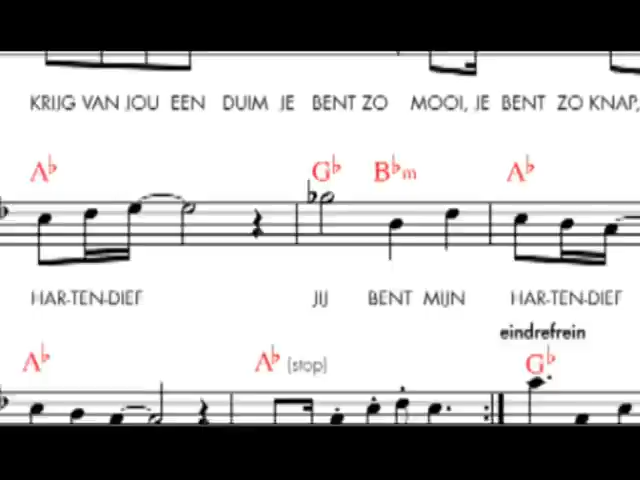 KRIJG VAN JOU EEN DUIM JE BENT ZO MOOI, JE BENT ZO KNAP,
A♭ G♭ B♭m A♭
HAR-TEN-DIEF JIJ BENT MIJN HAR-TEN-DIEF
eindrefrein
A♭ A♭ (stop) G♭